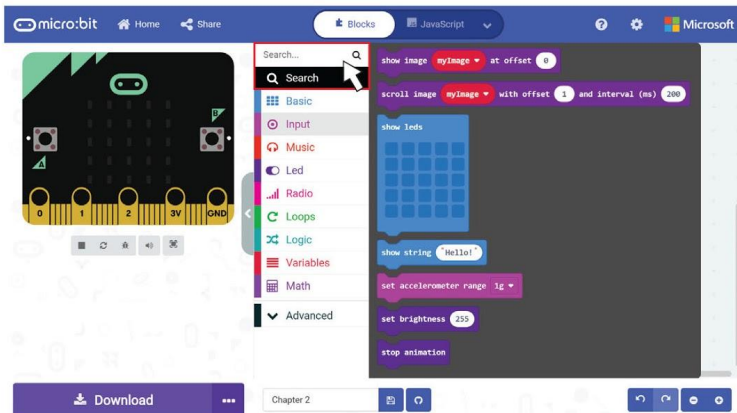 micro:bit
Home
Share
Blocks
JavaScript
Microsoft
Search...
Search
Basic
Input
Music
Led
Radio
Loops
Logic
Variables
Math
Advanced
show image myImage at offset 0
scroll image myImage with offset 1 and interval (ms) 200
show leds
show string "Hello!"
set accelerometer range 1g
set brightness 255
stop animation
B
A
0 1 2 3V GND
Download
Chapter 2